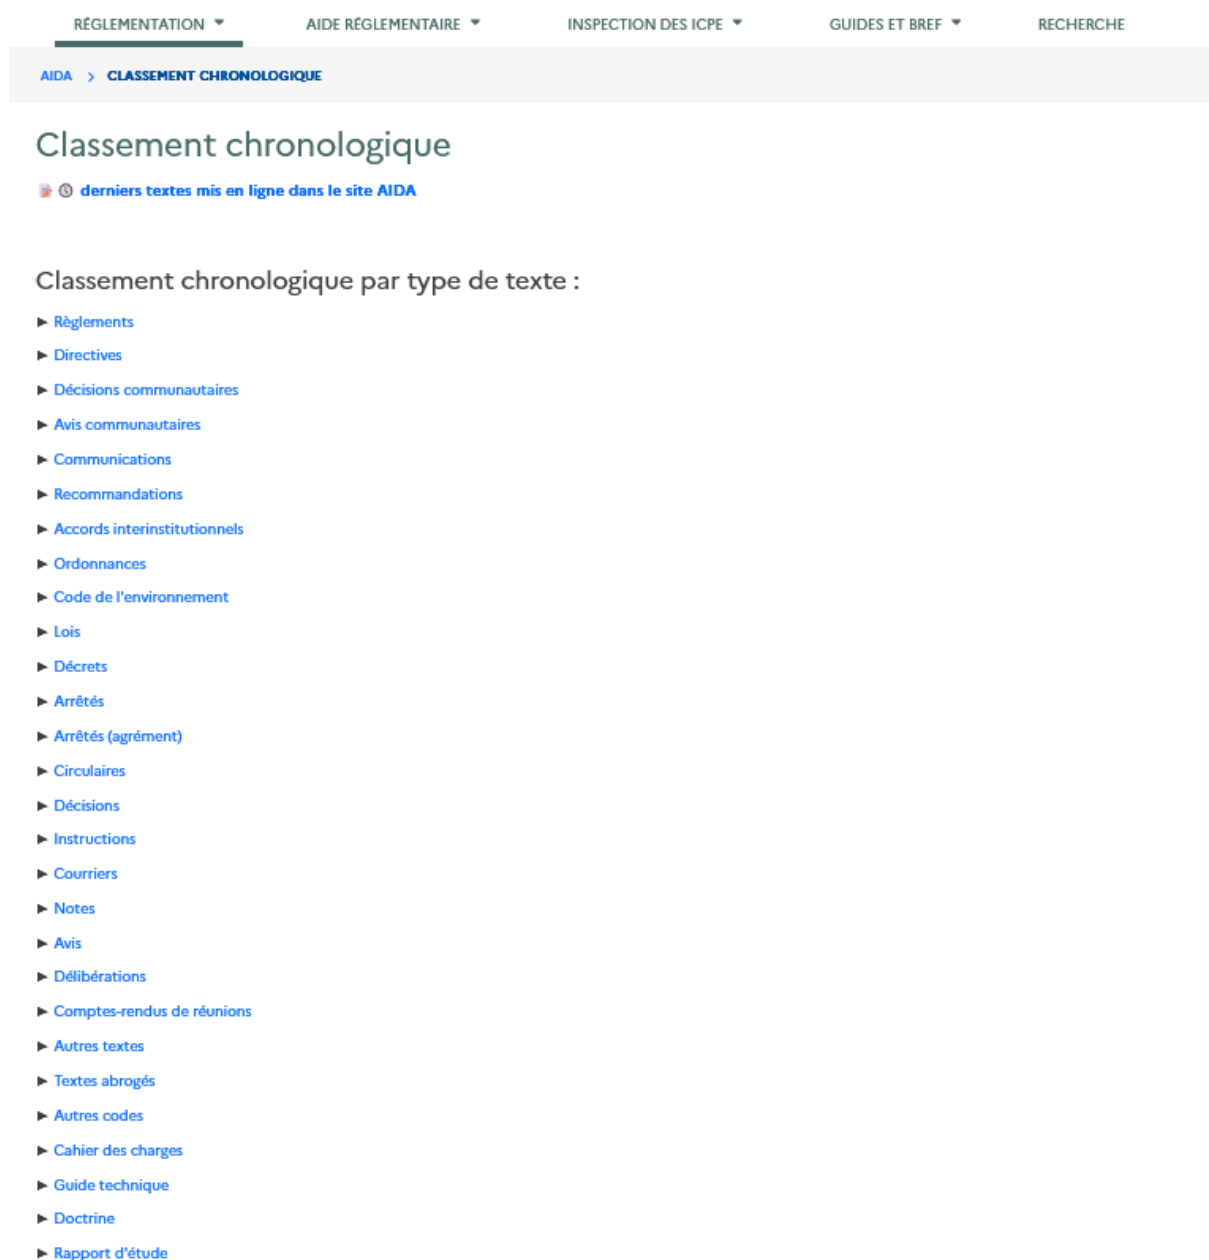 RÉGLEMENTATION
AIDE RÉGLEMENTAIRE
INSPECTION DES ICPE
GUIDES ET BREF
RECHERCHE
AIDA > CLASSEMENT CHRONOLOGIQUE
Classement chronologique
derniers textes mis en ligne dans le site AIDA
Classement chronologique par type de texte :
Règlements
Directives
Décisions communautaires
Avis communautaires
Communications
Recommandations
Accords interinstitutionnels
Ordonnances
Code de l'environnement
Lois
Décrets
Arrêtés
Arrêtés (agrément)
Circulaires
Décisions
Instructions
Courriers
Notes
Avis
Délibérations
Comptes-rendus de réunions
Autres textes
Textes abrogés
Autres codes
Cahier des charges
Guide technique
Doctrine
Rapport d'étude